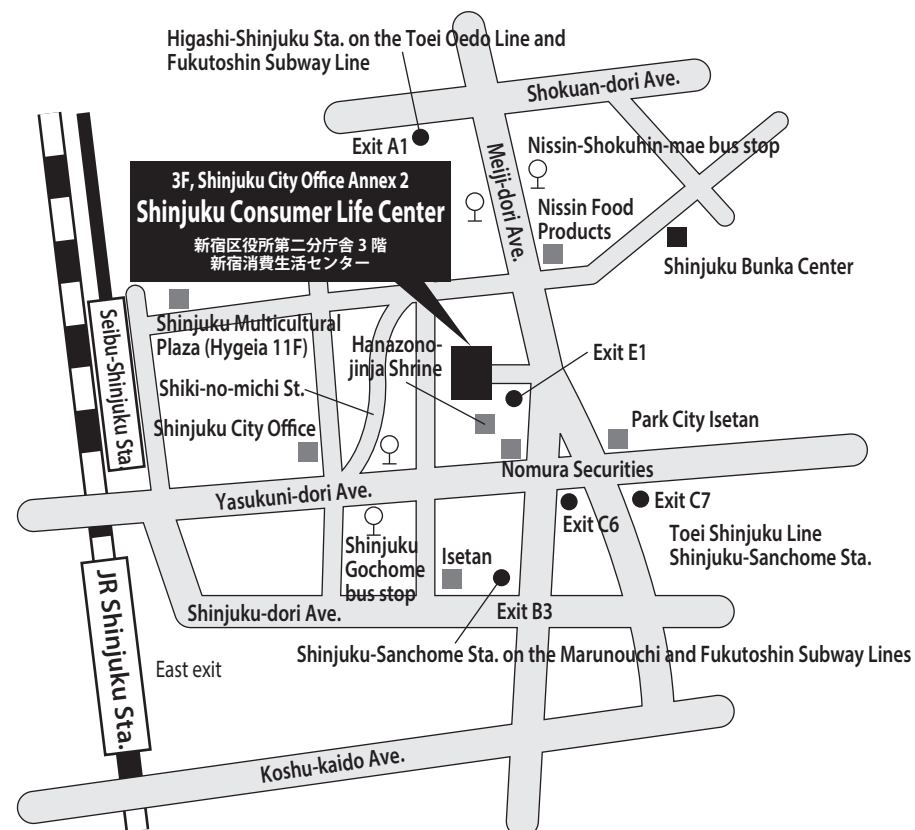 Higashi-Shinjuku Sta. on the Toei Oedo Line and
Fukutoshin Subway Line
Shokuan-dori Ave.
Exit A1
Meiji-dori Ave.
Nissin-Shokuhin-mae bus stop
3F, Shinjuku City Office Annex 2
Shinjuku Consumer Life Center
新宿区役所第二分庁舎 3 階
新宿消費生活センター
Nissin Food
Products
Shinjuku Bunka Center
Seibu-Shinjuku Sta.
Shinjuku Multicultural
Plaza (Hygeia 11F)
Hanazono-
jinja Shrine
Exit E1
Shiki-no-michi St.
Shinjuku City Office
Park City Isetan
Nomura Securities
Yasukuni-dori Ave.
Exit C7
Exit C6
Toei Shinjuku Line
Shinjuku-Sanchome Sta.
Shinjuku
Gochome
bus stop
Isetan
Exit B3
Shinjuku-dori Ave.
JR Shinjuku Sta.
East exit
Shinjuku-Sanchome Sta. on the Marunouchi and Fukutoshin Subway Lines
Koshu-kaido Ave.